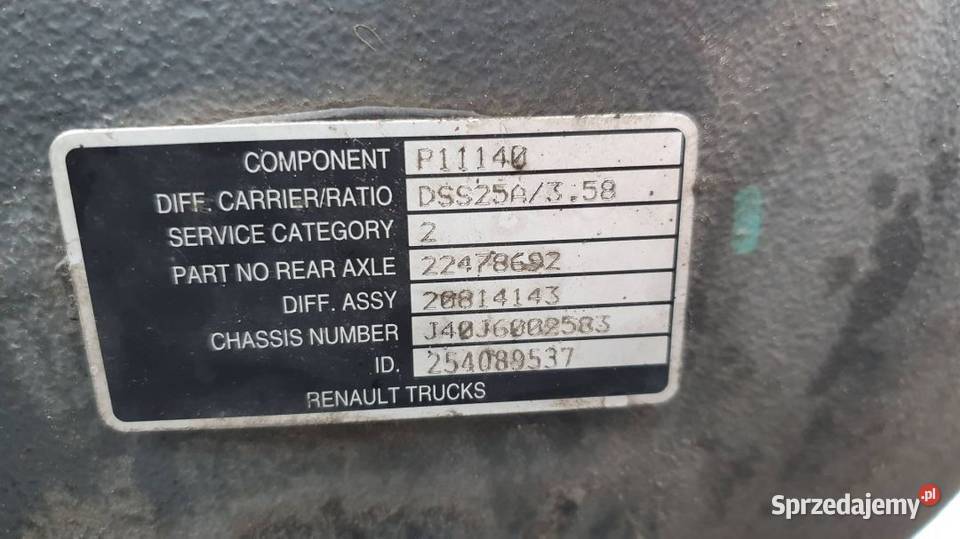 COMPONENT P11140
DIFF. CARRIER/RATIO DSS25A/3.58
SERVICE CATEGORY 2
PART NO REAR AXLE 22478692
DIFF. ASSY 20814143
CHASSIS NUMBER J40J6002583
ID. 254089537
RENAULT TRUCKS
Sprzedajemy.pl